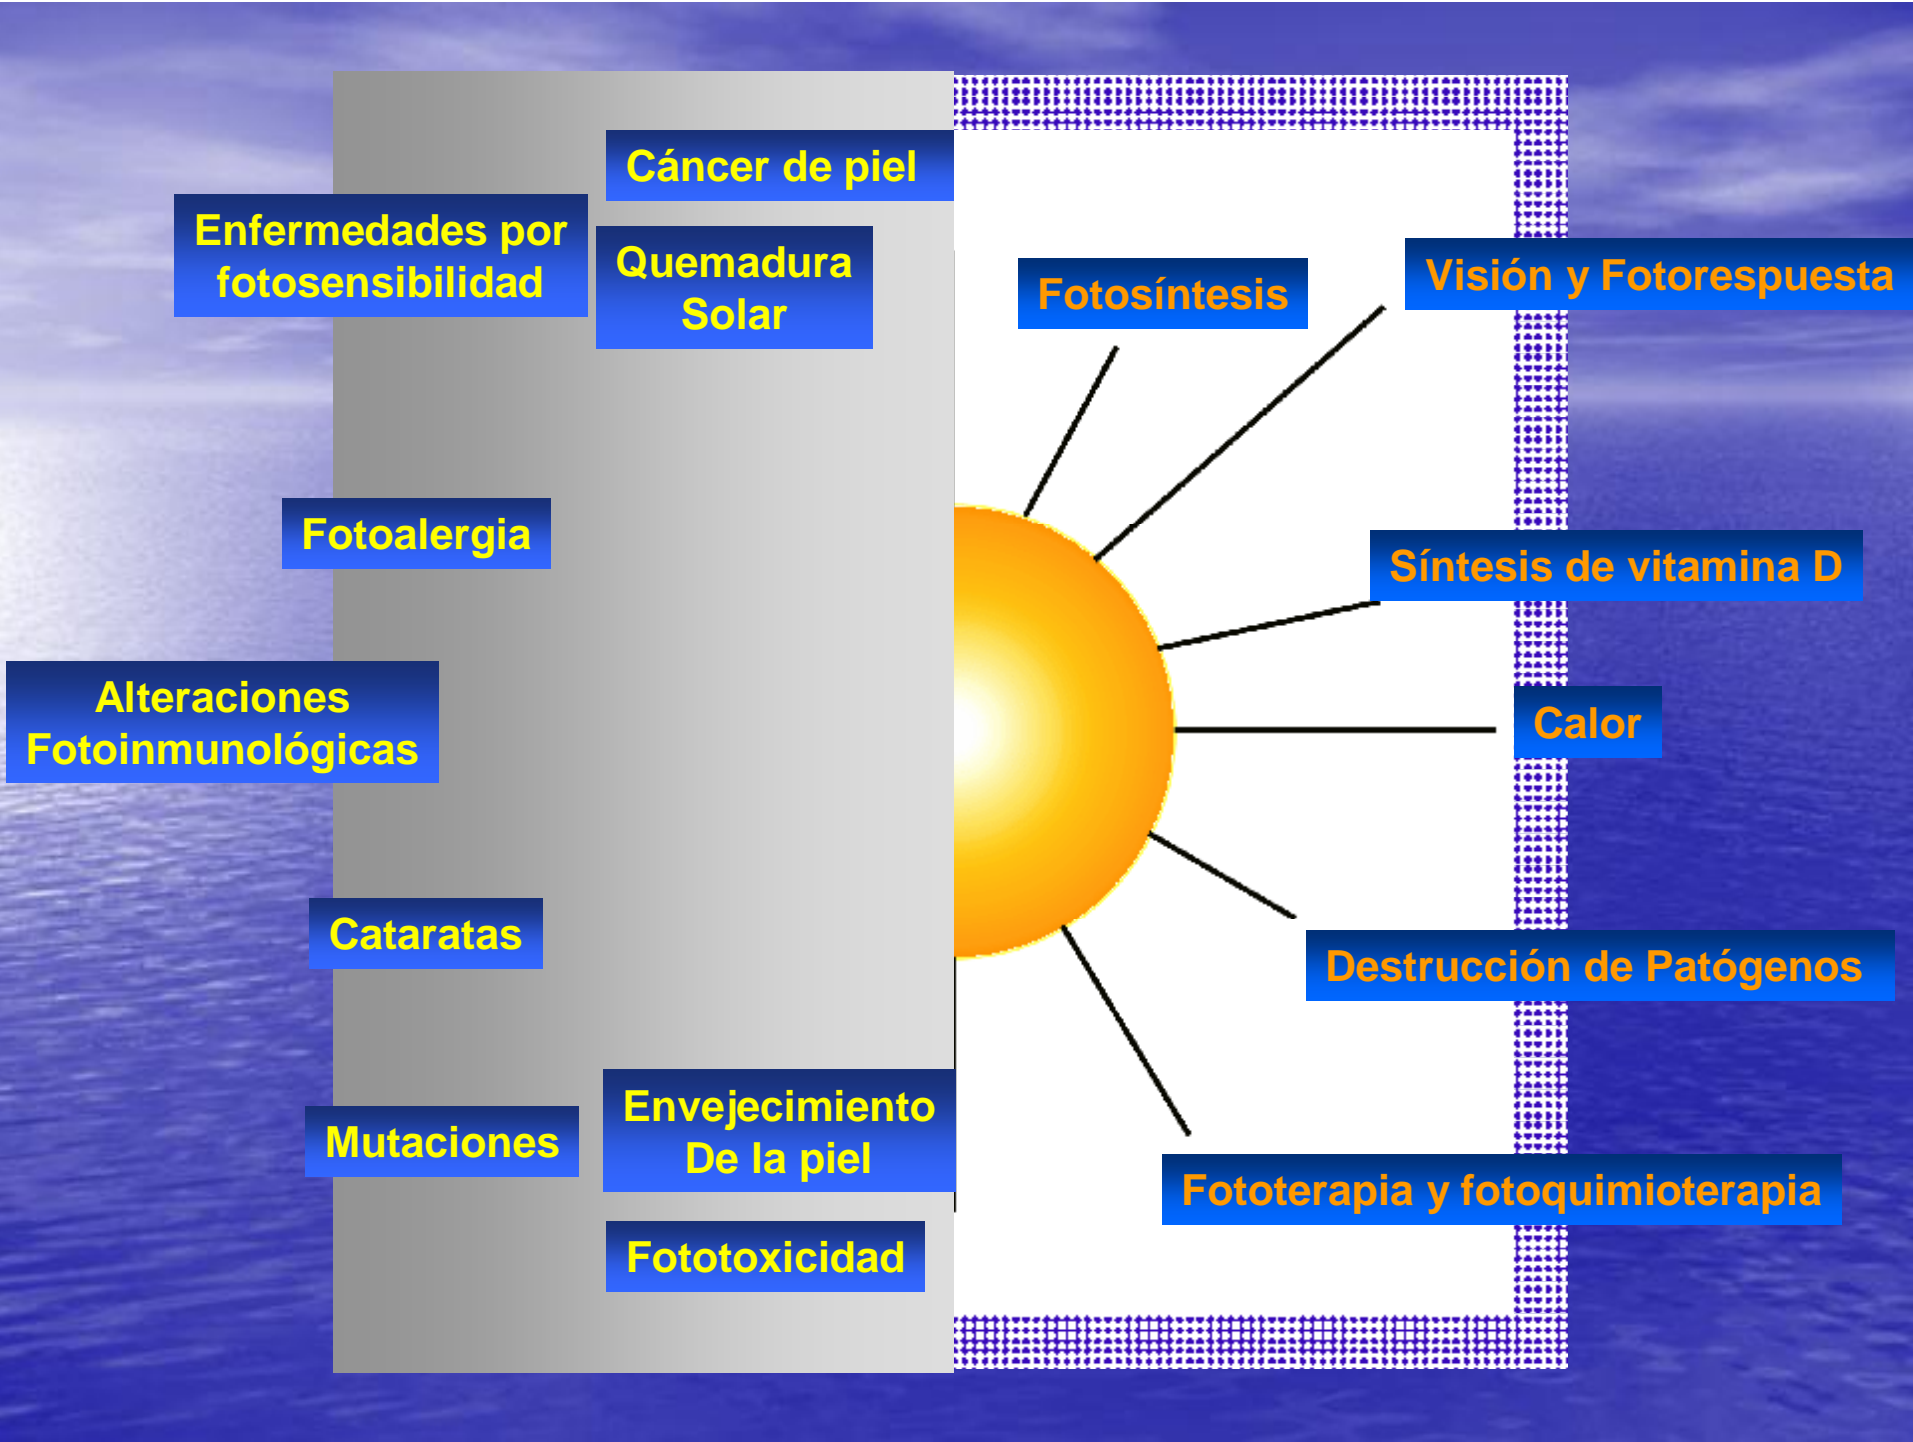 Cáncer de piel
Enfermedades por
fotosensibilidad
Quemadura
Solar
Fotoalergia
Alteraciones
Fotoinmunológicas
Cataratas
Mutaciones
Envejecimiento
De la piel
Fototoxicidad
Fotosíntesis
Visión y Fotorespuesta
Síntesis de vitamina D
Calor
Destrucción de Patógenos
Fototerapia y fotoquimioterapia